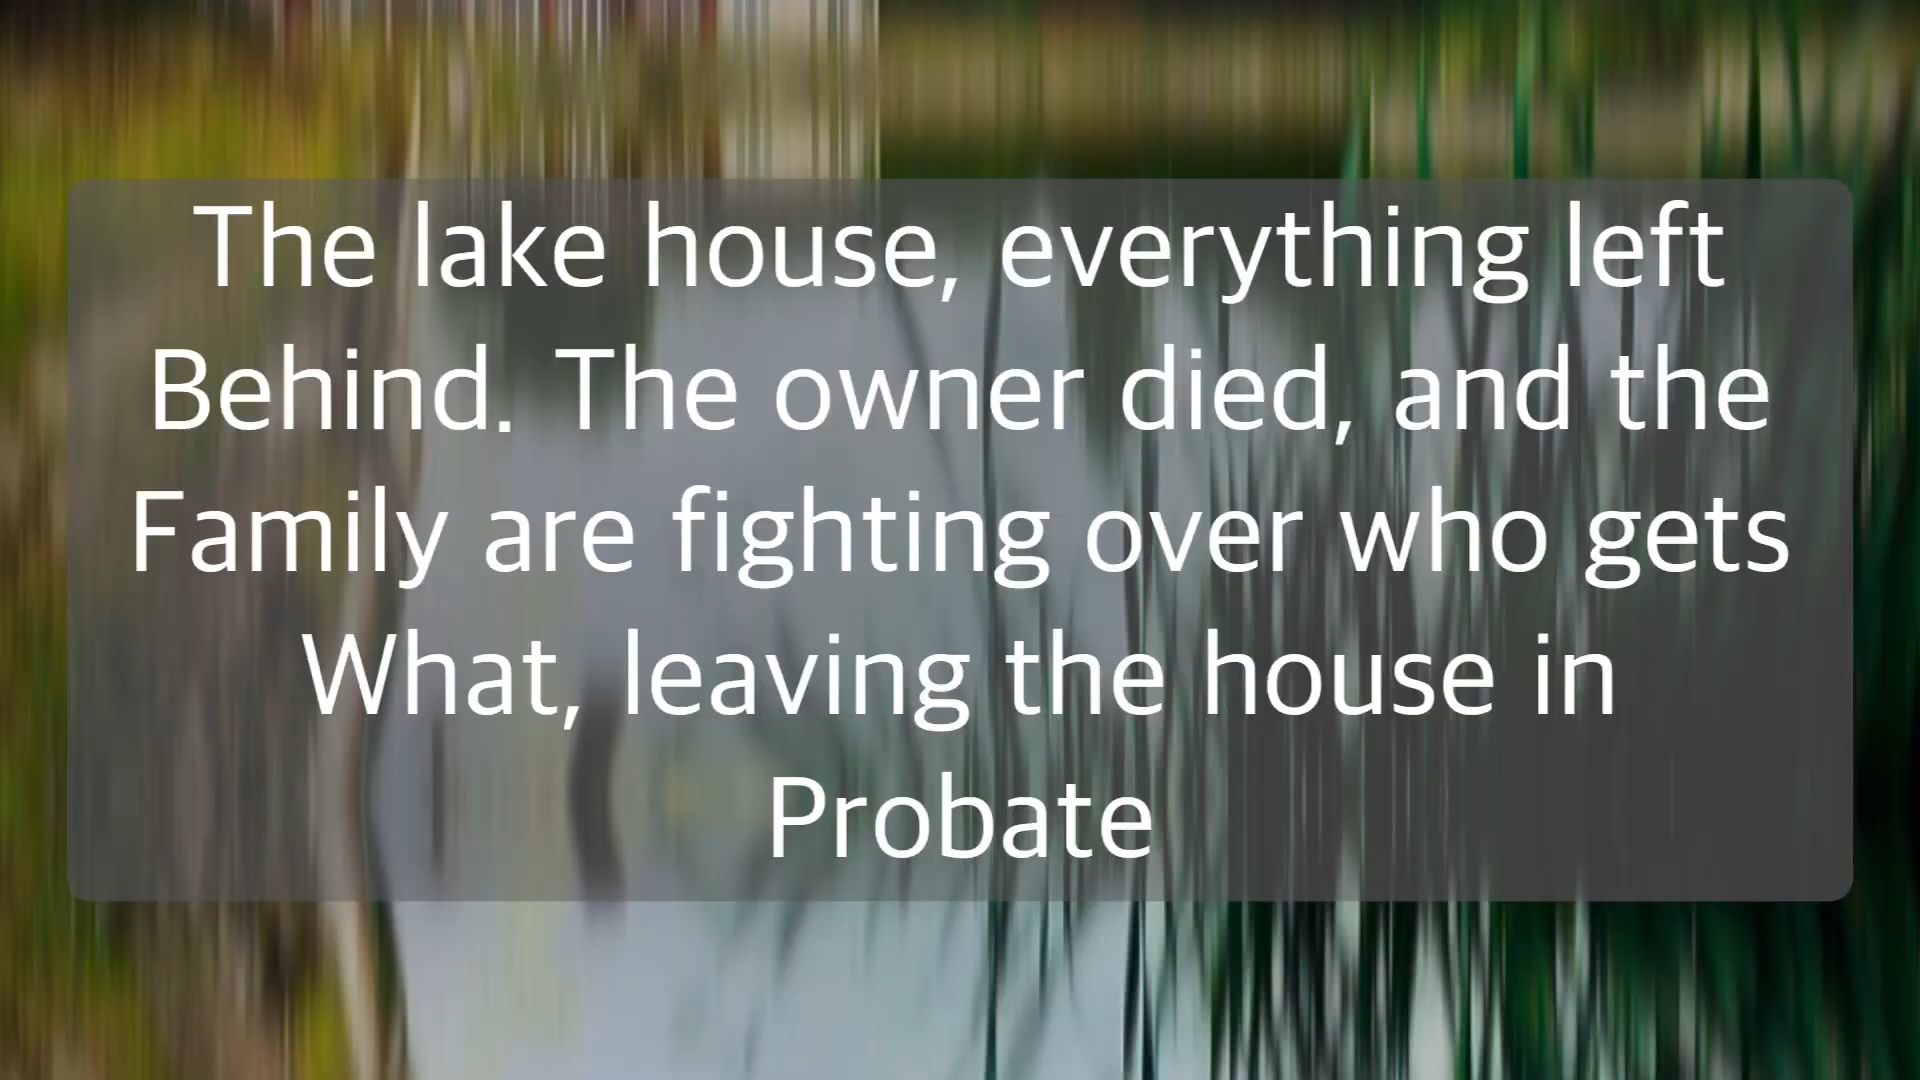 The lake house, everything left
Behind. The owner died, and the
Family are fighting over who gets
What, leaving the house in
Probate